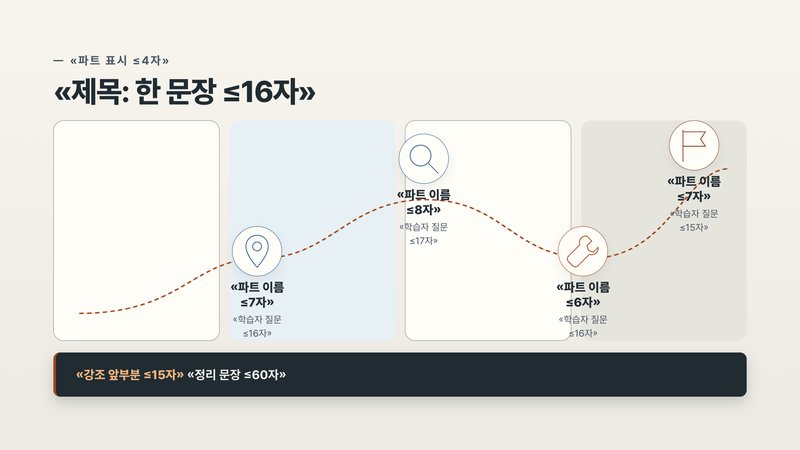 — «파트 표시 ≤4자»
«제목: 한 문장 ≤16자»
«파트 이름
≤7자»
«학습자 질문
≤16자»
«파트 이름
≤8자»
«학습자 질문
≤17자»
«파트 이름
≤6자»
«학습자 질문
≤16자»
«파트 이름
≤7자»
«학습자 질문
≤15자»
«강조 앞부분 ≤15자» «정리 문장 ≤60자»